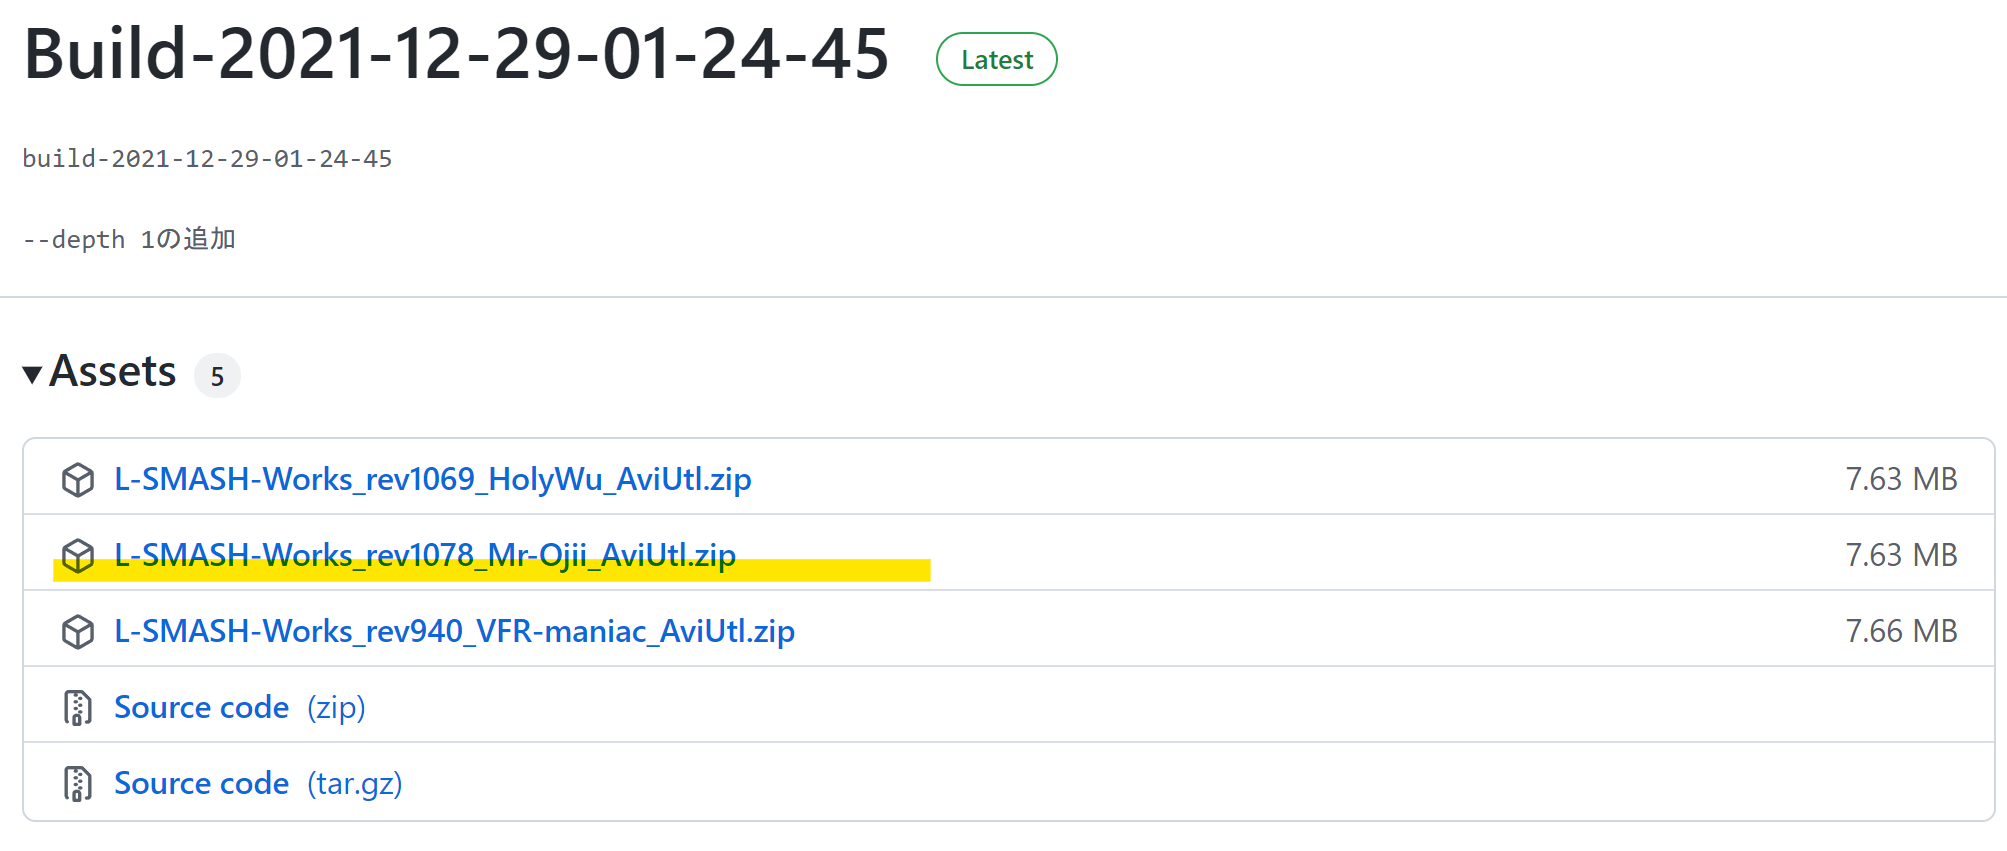 Build-2021-12-29-01-24-45 Latest
build-2021-12-29-01-24-45
--depth 1の追加
▼Assets 5
L-SMASH-Works_rev1069_HolyWu_AviUtl.zip 7.63 MB
L-SMASH-Works_rev1078_Mr-Ojii_AviUtl.zip 7.63 MB
L-SMASH-Works_rev940_VFR-maniac_AviUtl.zip 7.66 MB
Source code (zip)
Source code (tar.gz)